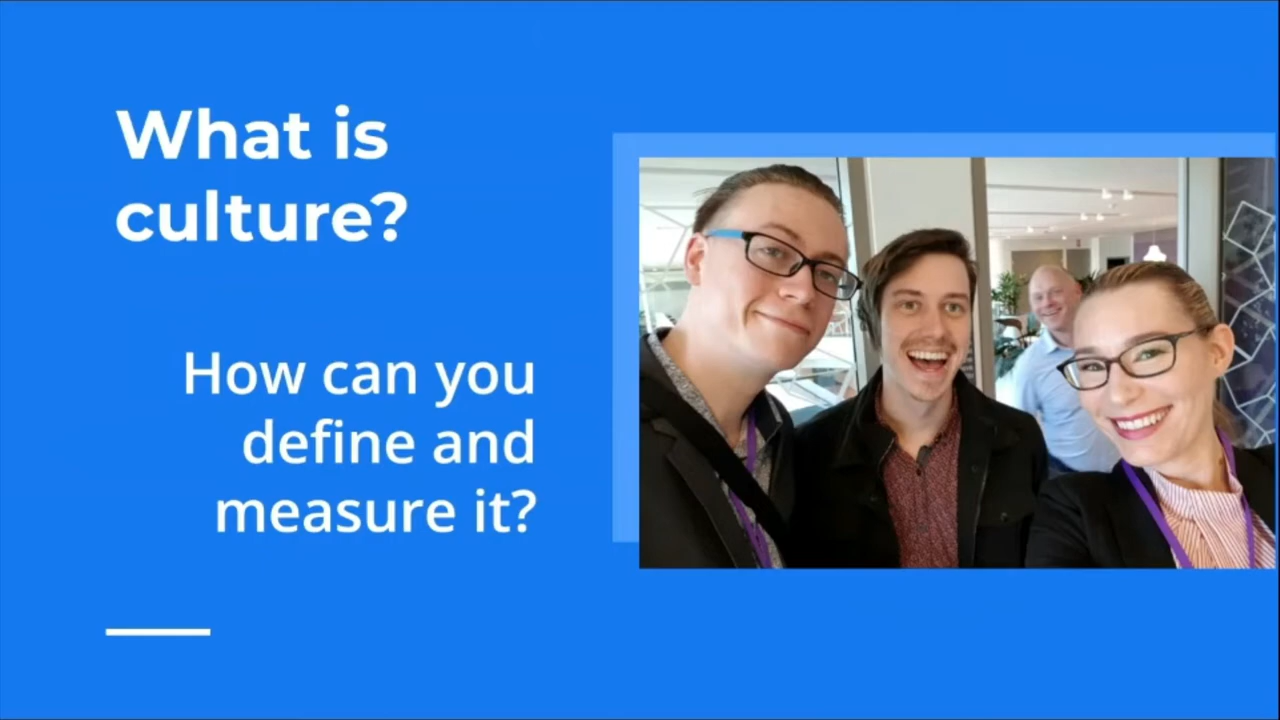 What is
culture?
How can you
define and
measure it?